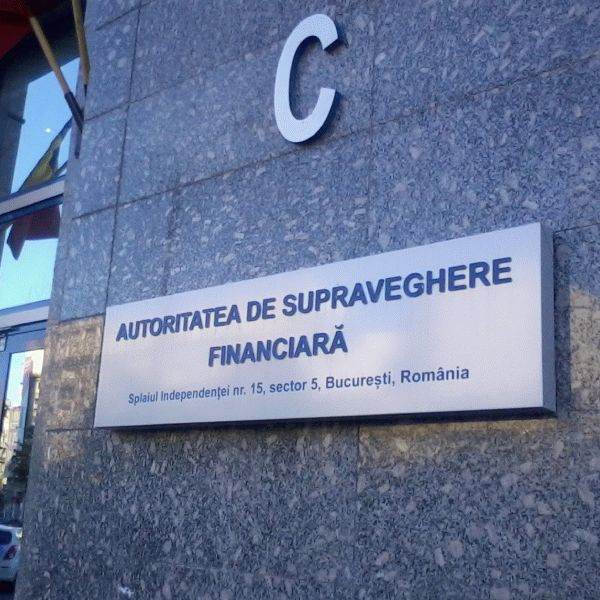 C
AUTORITATEA DE SUPRAVEGHERE
FINANCIARĂ
Splaiul Independenţei nr. 15, sector 5, Bucureşti, România